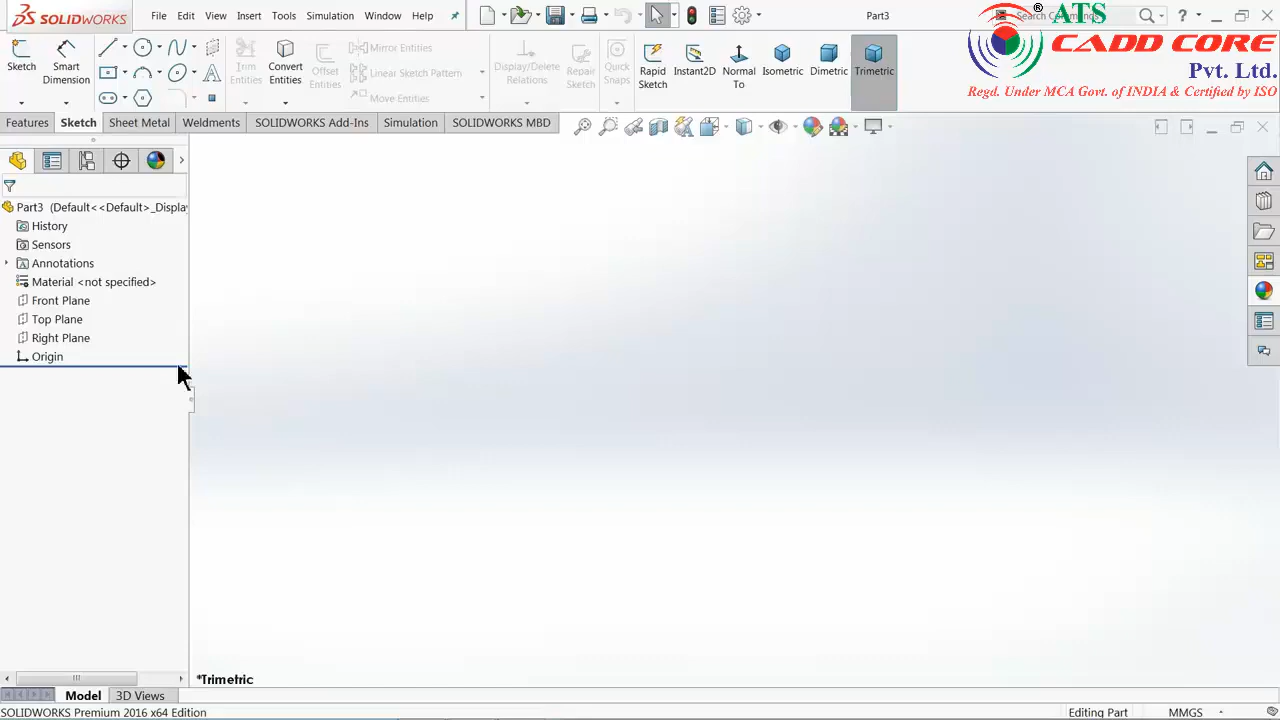 SOLIDWORKS
File Edit View Insert Tools Simulation Window Help
Part3
Search Commands
ATS
CADD CORE
Pvt. Ltd.
Regd. Under MCA Govt. of INDIA & Certified by ISO
Sketch
Smart Dimension
Trim Entities
Convert Entities
Offset Entities
Mirror Entities
Linear Sketch Pattern
Move Entities
Display/Delete Relations
Repair Sketch
Quick Snaps
Rapid Sketch
Instant2D
Normal To
Isometric
Dimetric
Trimetric
Features Sketch Sheet Metal Weldments SOLIDWORKS Add-Ins Simulation SOLIDWORKS MBD
Part3 (Default<<Default>_Displa
History
Sensors
Annotations
Material <not specified>
Front Plane
Top Plane
Right Plane
Origin
*Trimetric
Model 3D Views
SOLIDWORKS Premium 2016 x64 Edition
Editing Part
MMGS